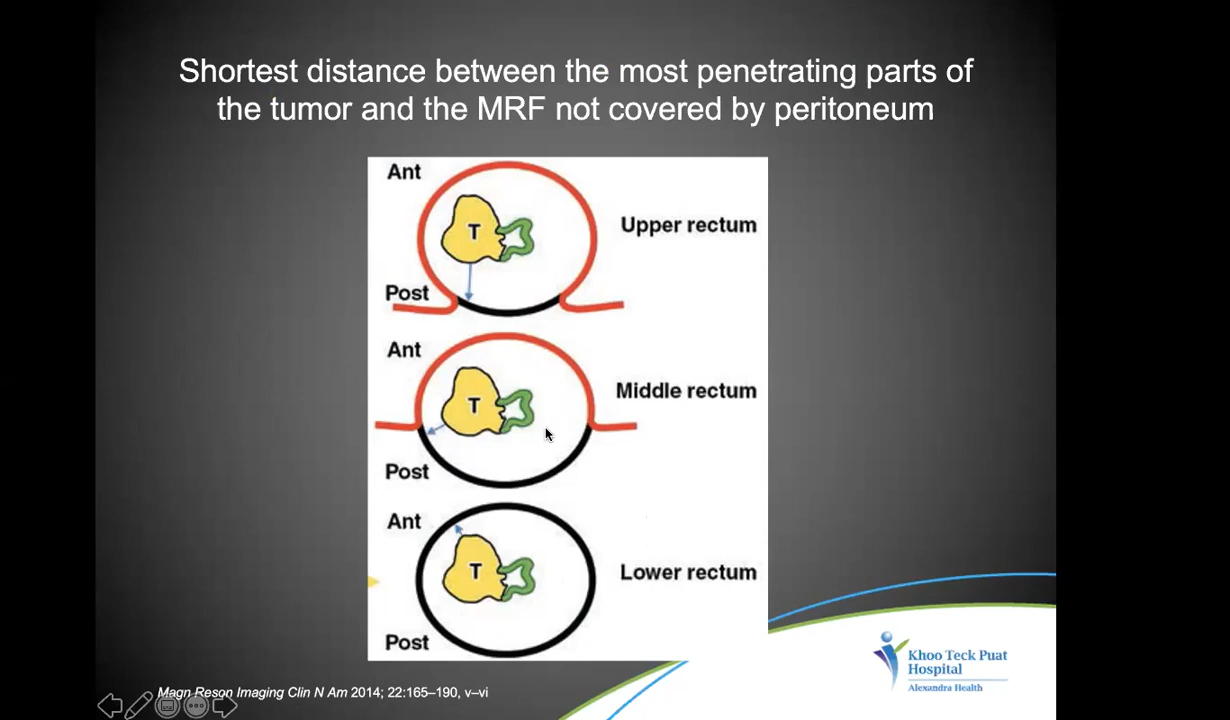 Shortest distance between the most penetrating parts of
the tumor and the MRF not covered by peritoneum
Ant
T
Upper rectum
Post
Ant
T
Middle rectum
Post
Ant
T
Lower rectum
Post
Khoo Teck Puat
Hospital
Alexandra Health
Magn Reson Imaging Clin N Am 2014; 22:165–190, v–vi